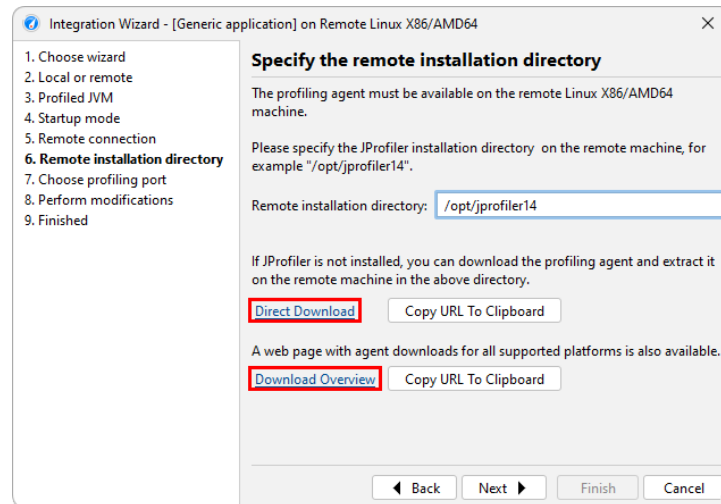 Integration Wizard - [Generic application] on Remote Linux X86/AMD64
1. Choose wizard
2. Local or remote
3. Profiled JVM
4. Startup mode
5. Remote connection
6. Remote installation directory
7. Choose profiling port
8. Perform modifications
9. Finished
Specify the remote installation directory
The profiling agent must be available on the remote Linux X86/AMD64
machine.
Please specify the JProfiler installation directory on the remote machine, for
example "/opt/jprofiler14".
Remote installation directory: /opt/jprofiler14
If JProfiler is not installed, you can download the profiling agent and extract it
on the remote machine in the above directory.
Direct Download Copy URL To Clipboard
A web page with agent downloads for all supported platforms is also available.
Download Overview Copy URL To Clipboard
Back Next Finish Cancel